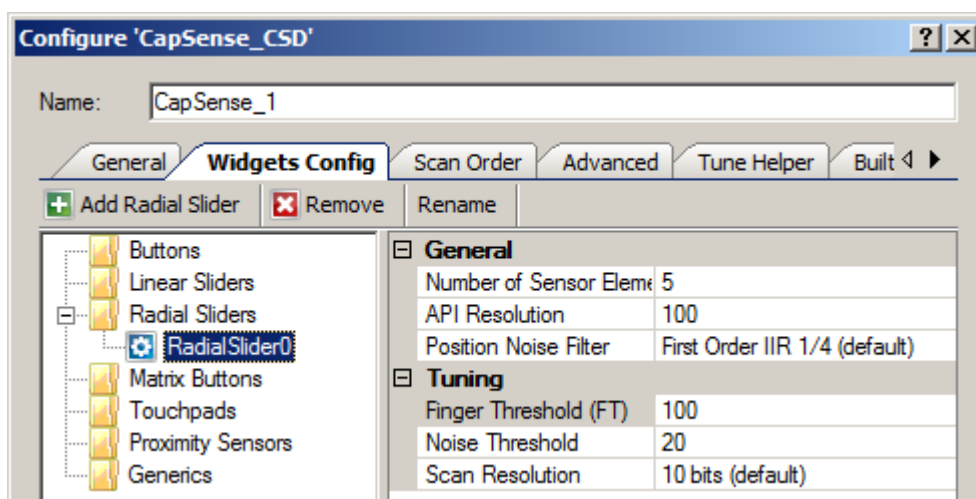 Configure 'CapSense_CSD'
Name: CapSense_1
General Widgets Config Scan Order Advanced Tune Helper Built
Add Radial Slider Remove Rename
Buttons
Linear Sliders
Radial Sliders
RadialSlider0
Matrix Buttons
Touchpads
Proximity Sensors
Generics
General
Number of Sensor Eleme 5
API Resolution 100
Position Noise Filter First Order IIR 1/4 (default)
Tuning
Finger Threshold (FT) 100
Noise Threshold 20
Scan Resolution 10 bits (default)